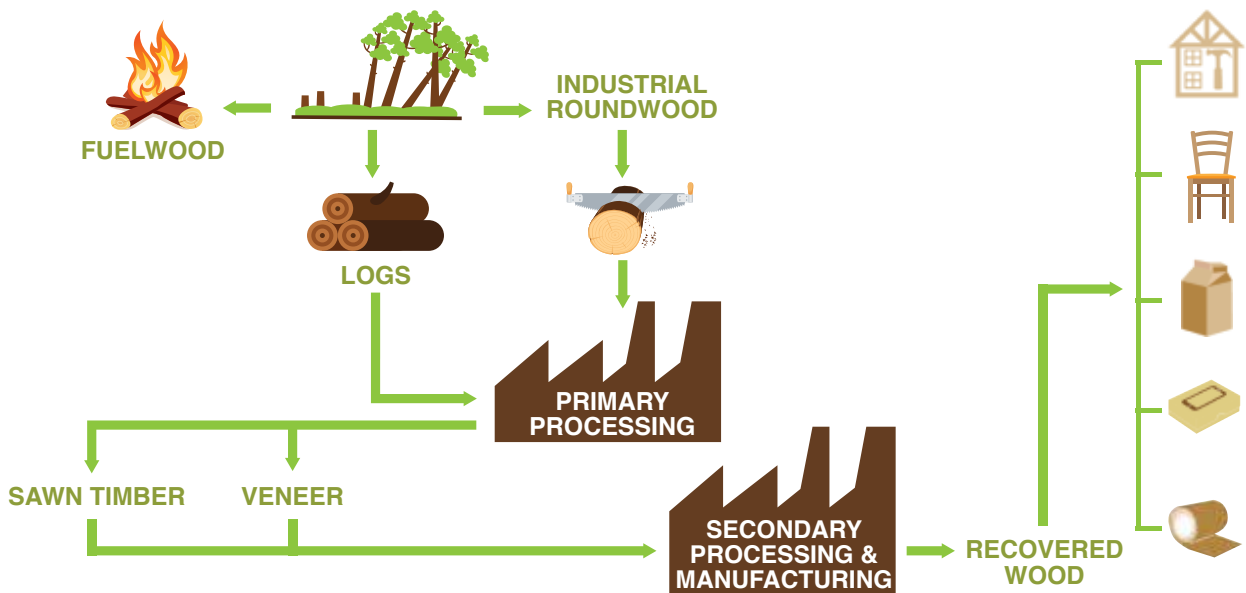 INDUSTRIAL
ROUNDWOOD
FUELWOOD
LOGS
PRIMARY
PROCESSING
SAWN TIMBER
VENEER
SECONDARY
PROCESSING &
MANUFACTURING
RECOVERED
WOOD